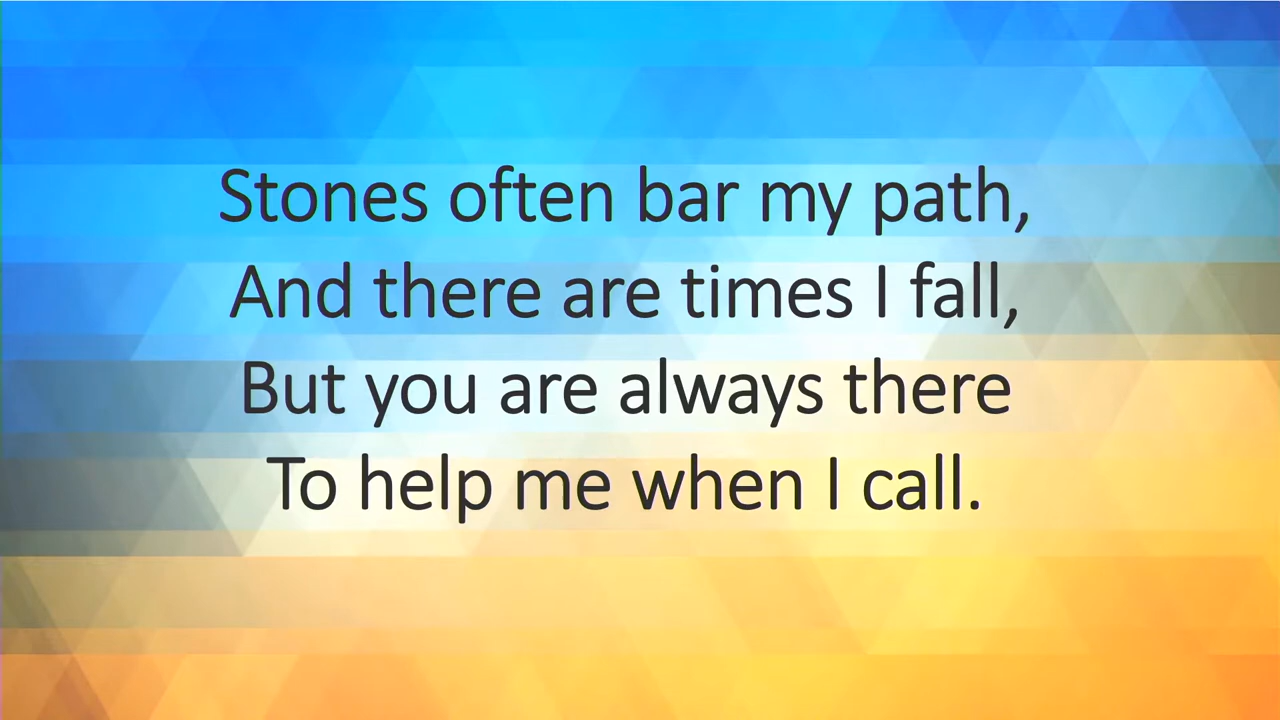 Stones often bar my path,
And there are times I fall,
But you are always there
To help me when I call.